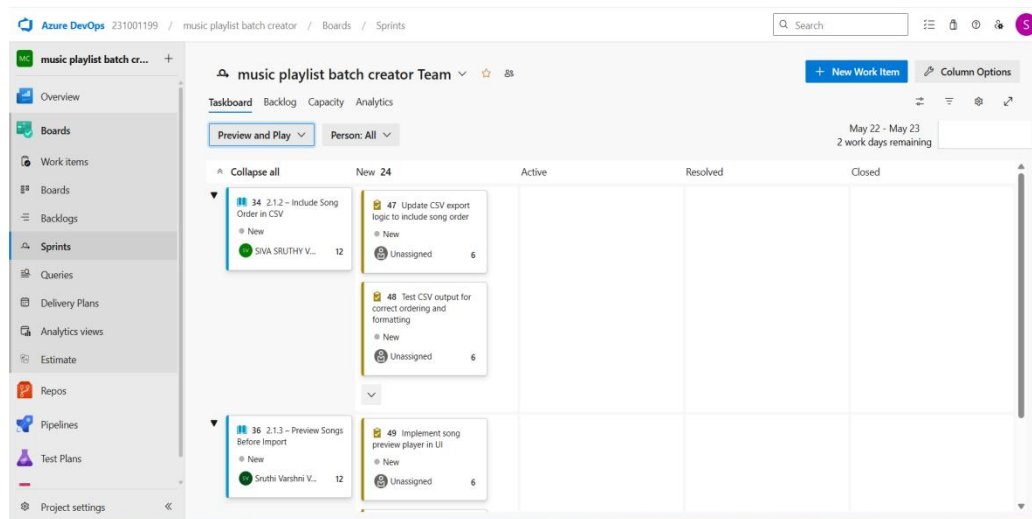 Azure DevOps 231001199 / music playlist batch creator / Boards / Sprints
Search
S
MC music playlist batch cr... +
Overview
Boards
Work items
Boards
Backlogs
Sprints
Queries
Delivery Plans
Analytics views
Estimate
Repos
Pipelines
Test Plans
Project settings
music playlist batch creator Team
+ New Work Item
Column Options
Taskboard Backlog Capacity Analytics
Preview and Play
Person: All
May 22 - May 23
2 work days remaining
Collapse all New 24 Active Resolved Closed
34 2.1.2 – Include Song
Order in CSV
New
SV SIVA SRUTHY V... 12
47 Update CSV export
logic to include song order
New
Unassigned 6
48 Test CSV output for
correct ordering and
formatting
New
Unassigned 6
36 2.1.3 – Preview Songs
Before Import
New
SV Sruthi Varshni V... 12
49 Implement song
preview player in UI
New
Unassigned 6